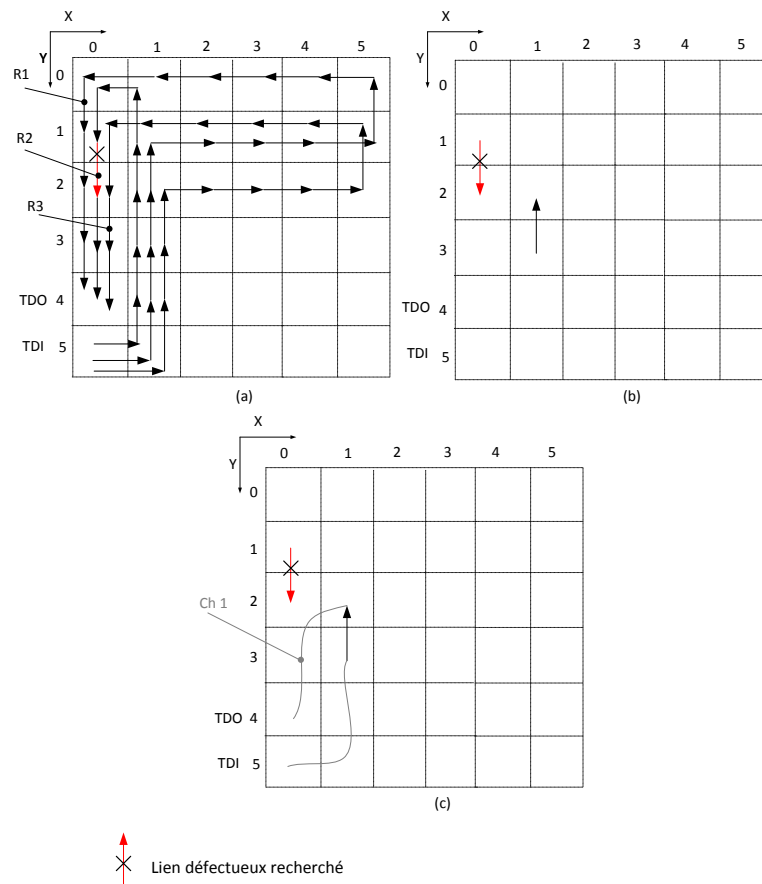 X
0 1 2 3 4 5
Y
R1
R2
R3
0
1
2
3
TDO 4
TDI 5
(a)
X
0 1 2 3 4 5
Y
0
1
2
3
TDO 4
TDI 5
(b)
X
0 1 2 3 4 5
Y
0
1
2
Ch 1
3
TDO 4
TDI 5
(c)
Lien défectueux recherché